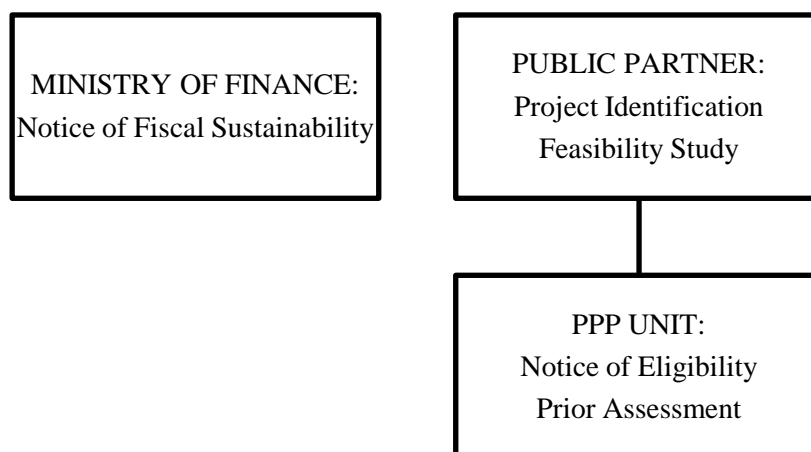 MINISTRY OF FINANCE:
Notice of Fiscal Sustainability
PUBLIC PARTNER:
Project Identification
Feasibility Study
PPP UNIT:
Notice of Eligibility
Prior Assessment